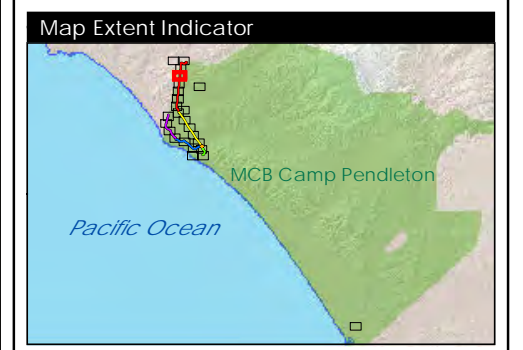 Map Extent Indicator
MCB Camp Pendleton
Pacific Ocean